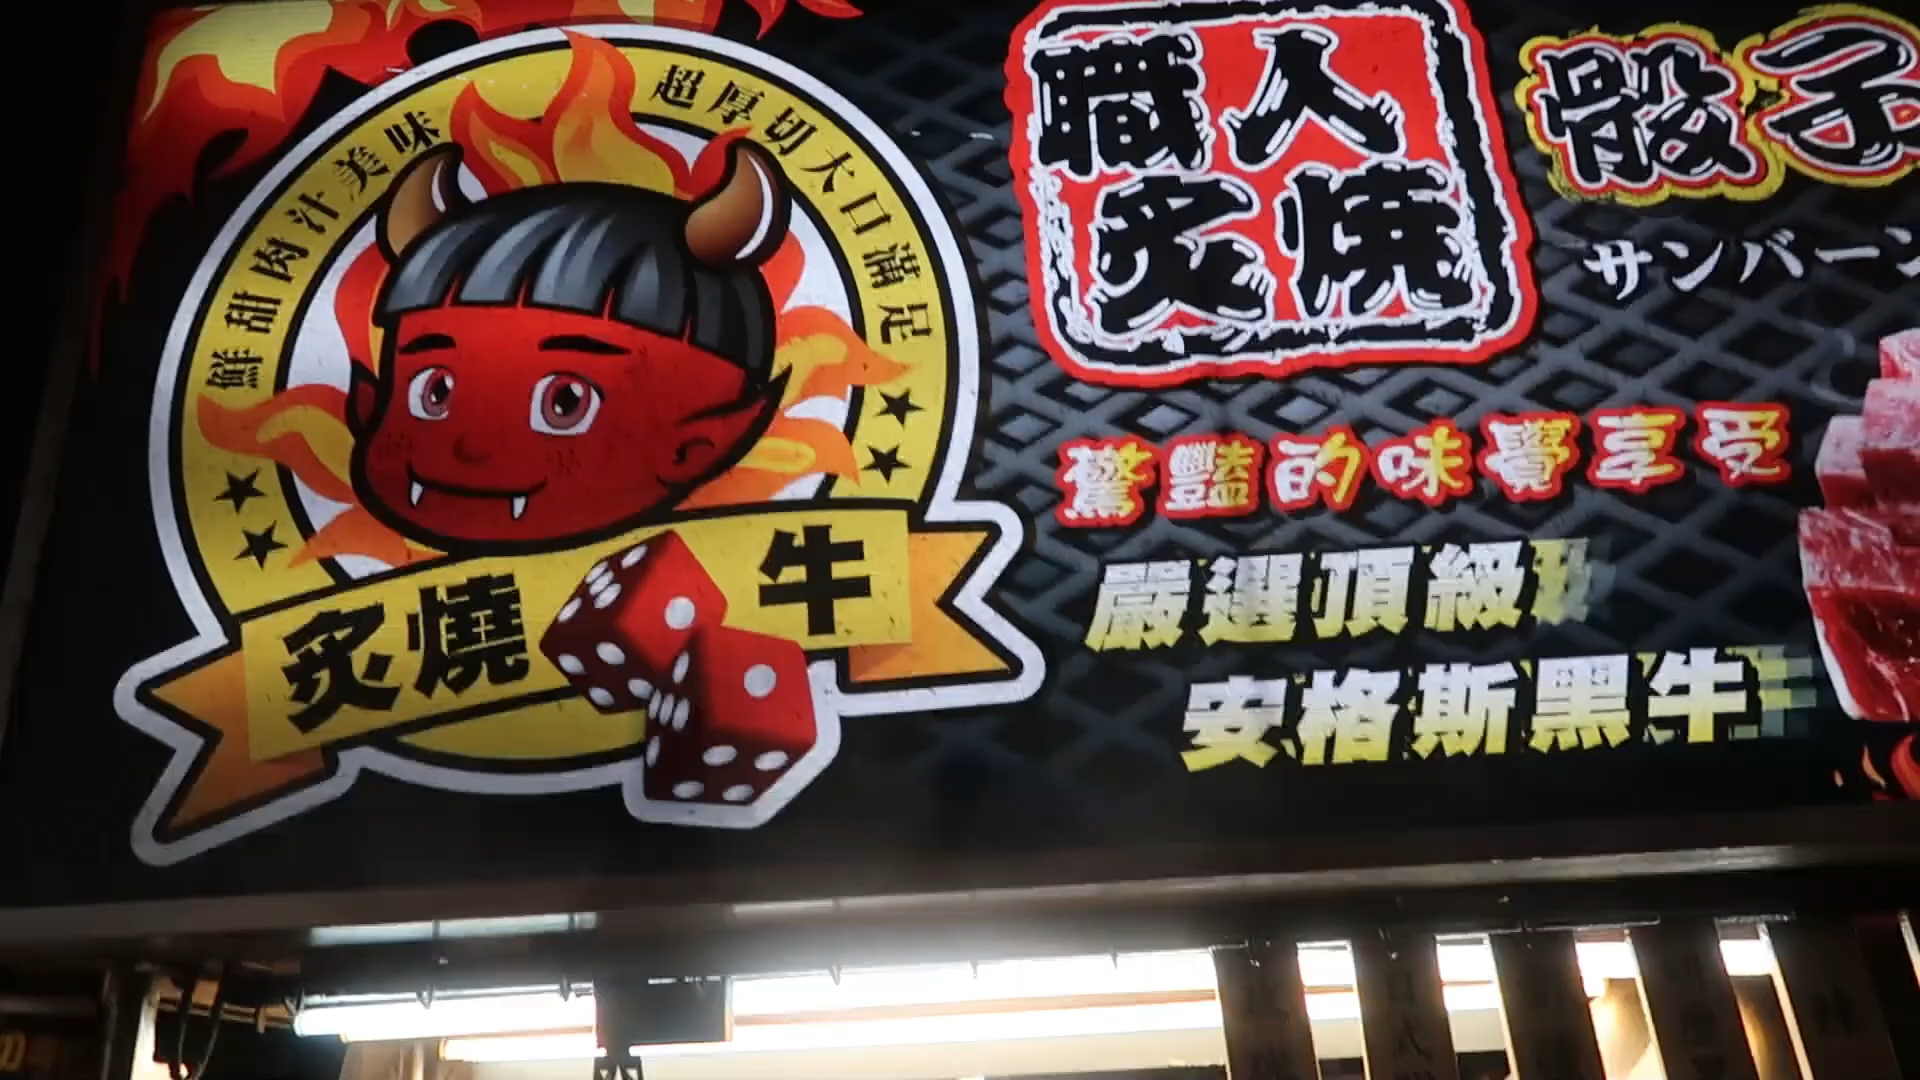 鮮甜肉汁美味
超厚切大口滿足
炙燒 牛
職人
炙燒
骰子
サンバーン
驚豔的味覺享受
嚴選頂級
安格斯黑牛